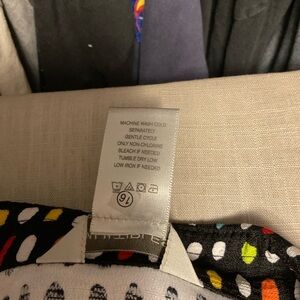 MACHINE WASH COLD
SEPARATELY
GENTLE CYCLE
ONLY NON-CHLORINE
BLEACH IF NEEDED
TUMBLE DRY LOW
LOW IRON IF NEEDED
16